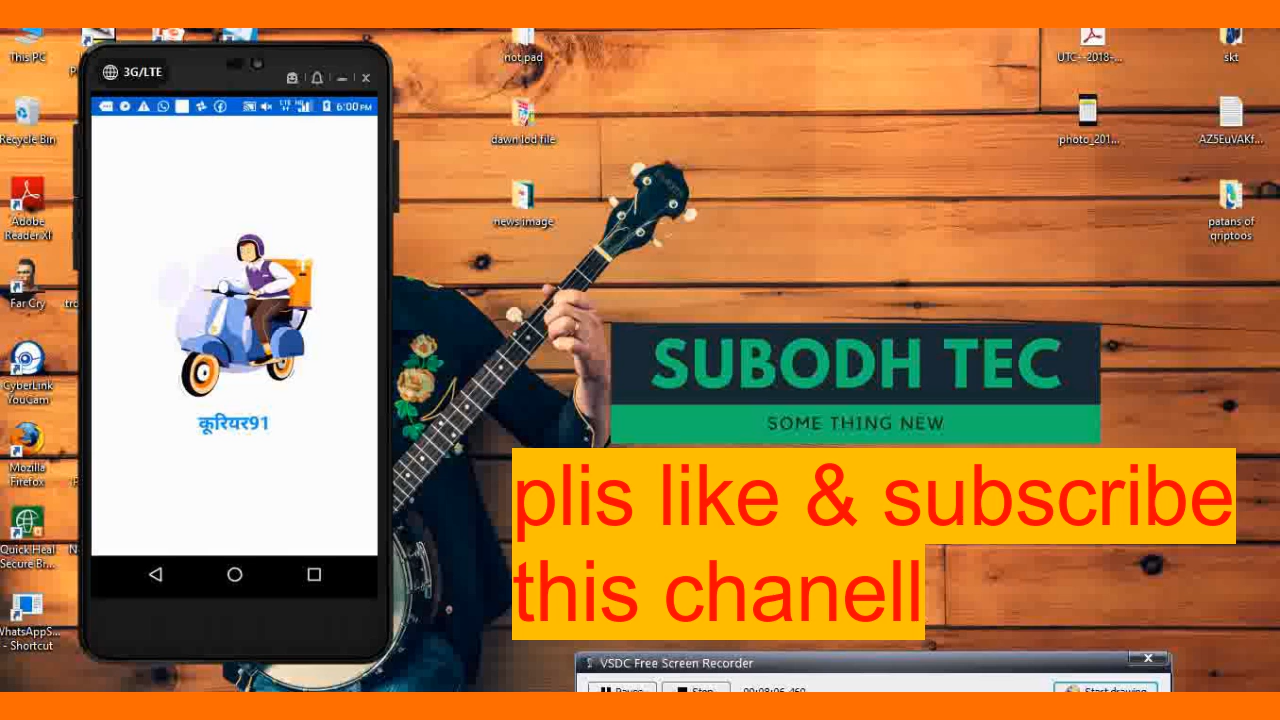 This PC
not pad
UTC--2018-...
skt
3G/LTE
6:00 PM
Recycle Bin
dawn lod file
photo_201...
AZ5EuVAKf...
Adobe
Reader XI
news image
patans of
qriptoos
Far Cry
SUBODH TEC
SOME THING NEW
CyberLink
YouCam
कूरियर91
Mozilla
Firefox
plis like & subscribe
this chanell
Quick Heal
Secure Br...
WhatsAppS...
- Shortcut
VSDC Free Screen Recorder
Pause
Stop
Start drawing